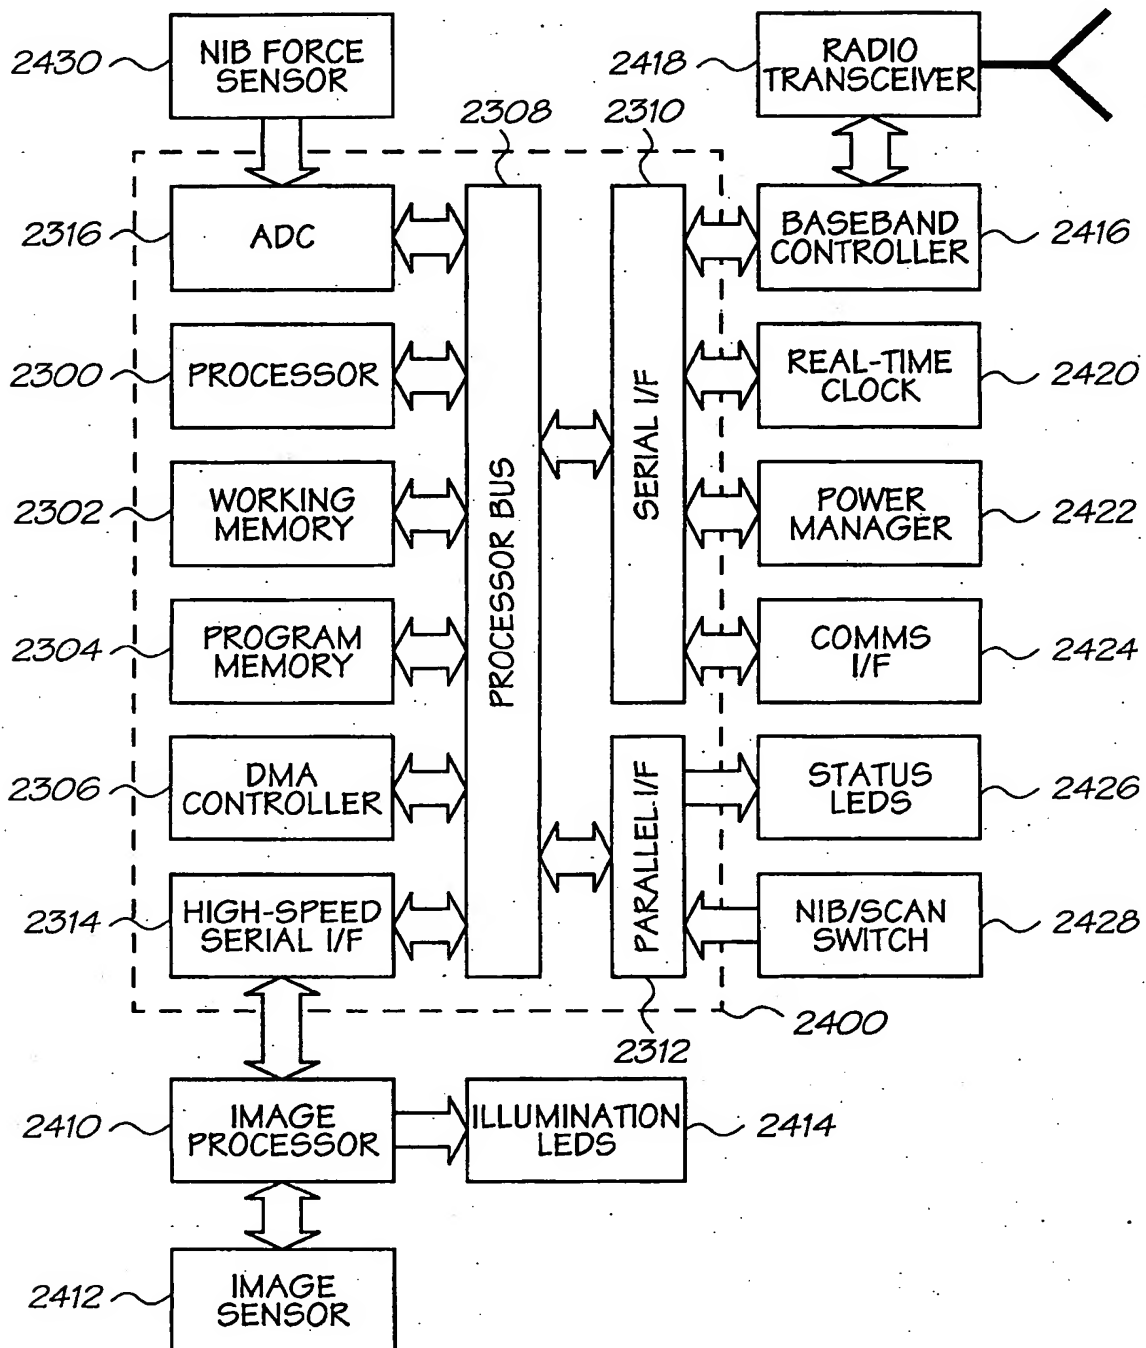 2430
NIB FORCE
SENSOR
2418
RADIO
TRANSCEIVER
2308
2310
2316
ADC
BASEBAND
CONTROLLER
2416
2300
PROCESSOR
REAL-TIME
CLOCK
2420
2302
WORKING
MEMORY
PROCESSOR BUS
SERIAL I/F
POWER
MANAGER
2422
2304
PROGRAM
MEMORY
COMMS
I/F
2424
2306
DMA
CONTROLLER
PARALLEL I/F
STATUS
LEDS
2426
2314
HIGH-SPEED
SERIAL I/F
NIB/SCAN
SWITCH
2428
2400
2312
2410
IMAGE
PROCESSOR
ILLUMINATION
LEDS
2414
2412
IMAGE
SENSOR